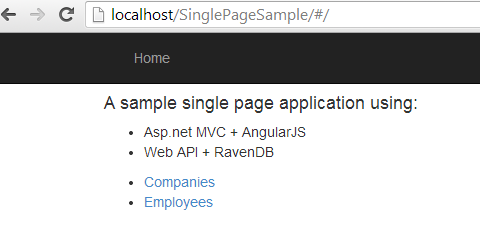 localhost/SinglePageSample/#/
Home
A sample single page application using:
Asp.net MVC + AngularJS
Web API + RavenDB
Companies
Employees